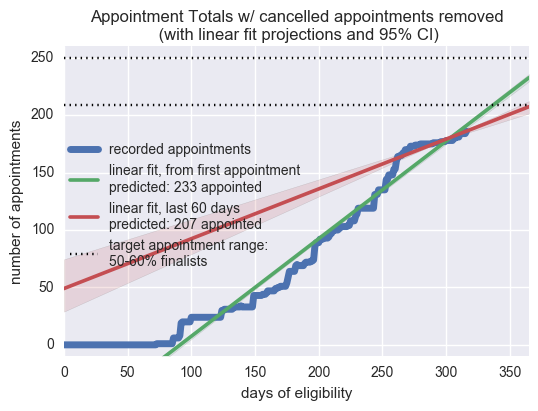 Appointment Totals w/ cancelled appointments removed
(with linear fit projections and 95% CI)
250
200
150
100
50
0
number of appointments
recorded appointments
linear fit, from first appointment
predicted: 233 appointed
linear fit, last 60 days
predicted: 207 appointed
target appointment range:
50-60% finalists
0 50 100 150 200 250 300 350
days of eligibility